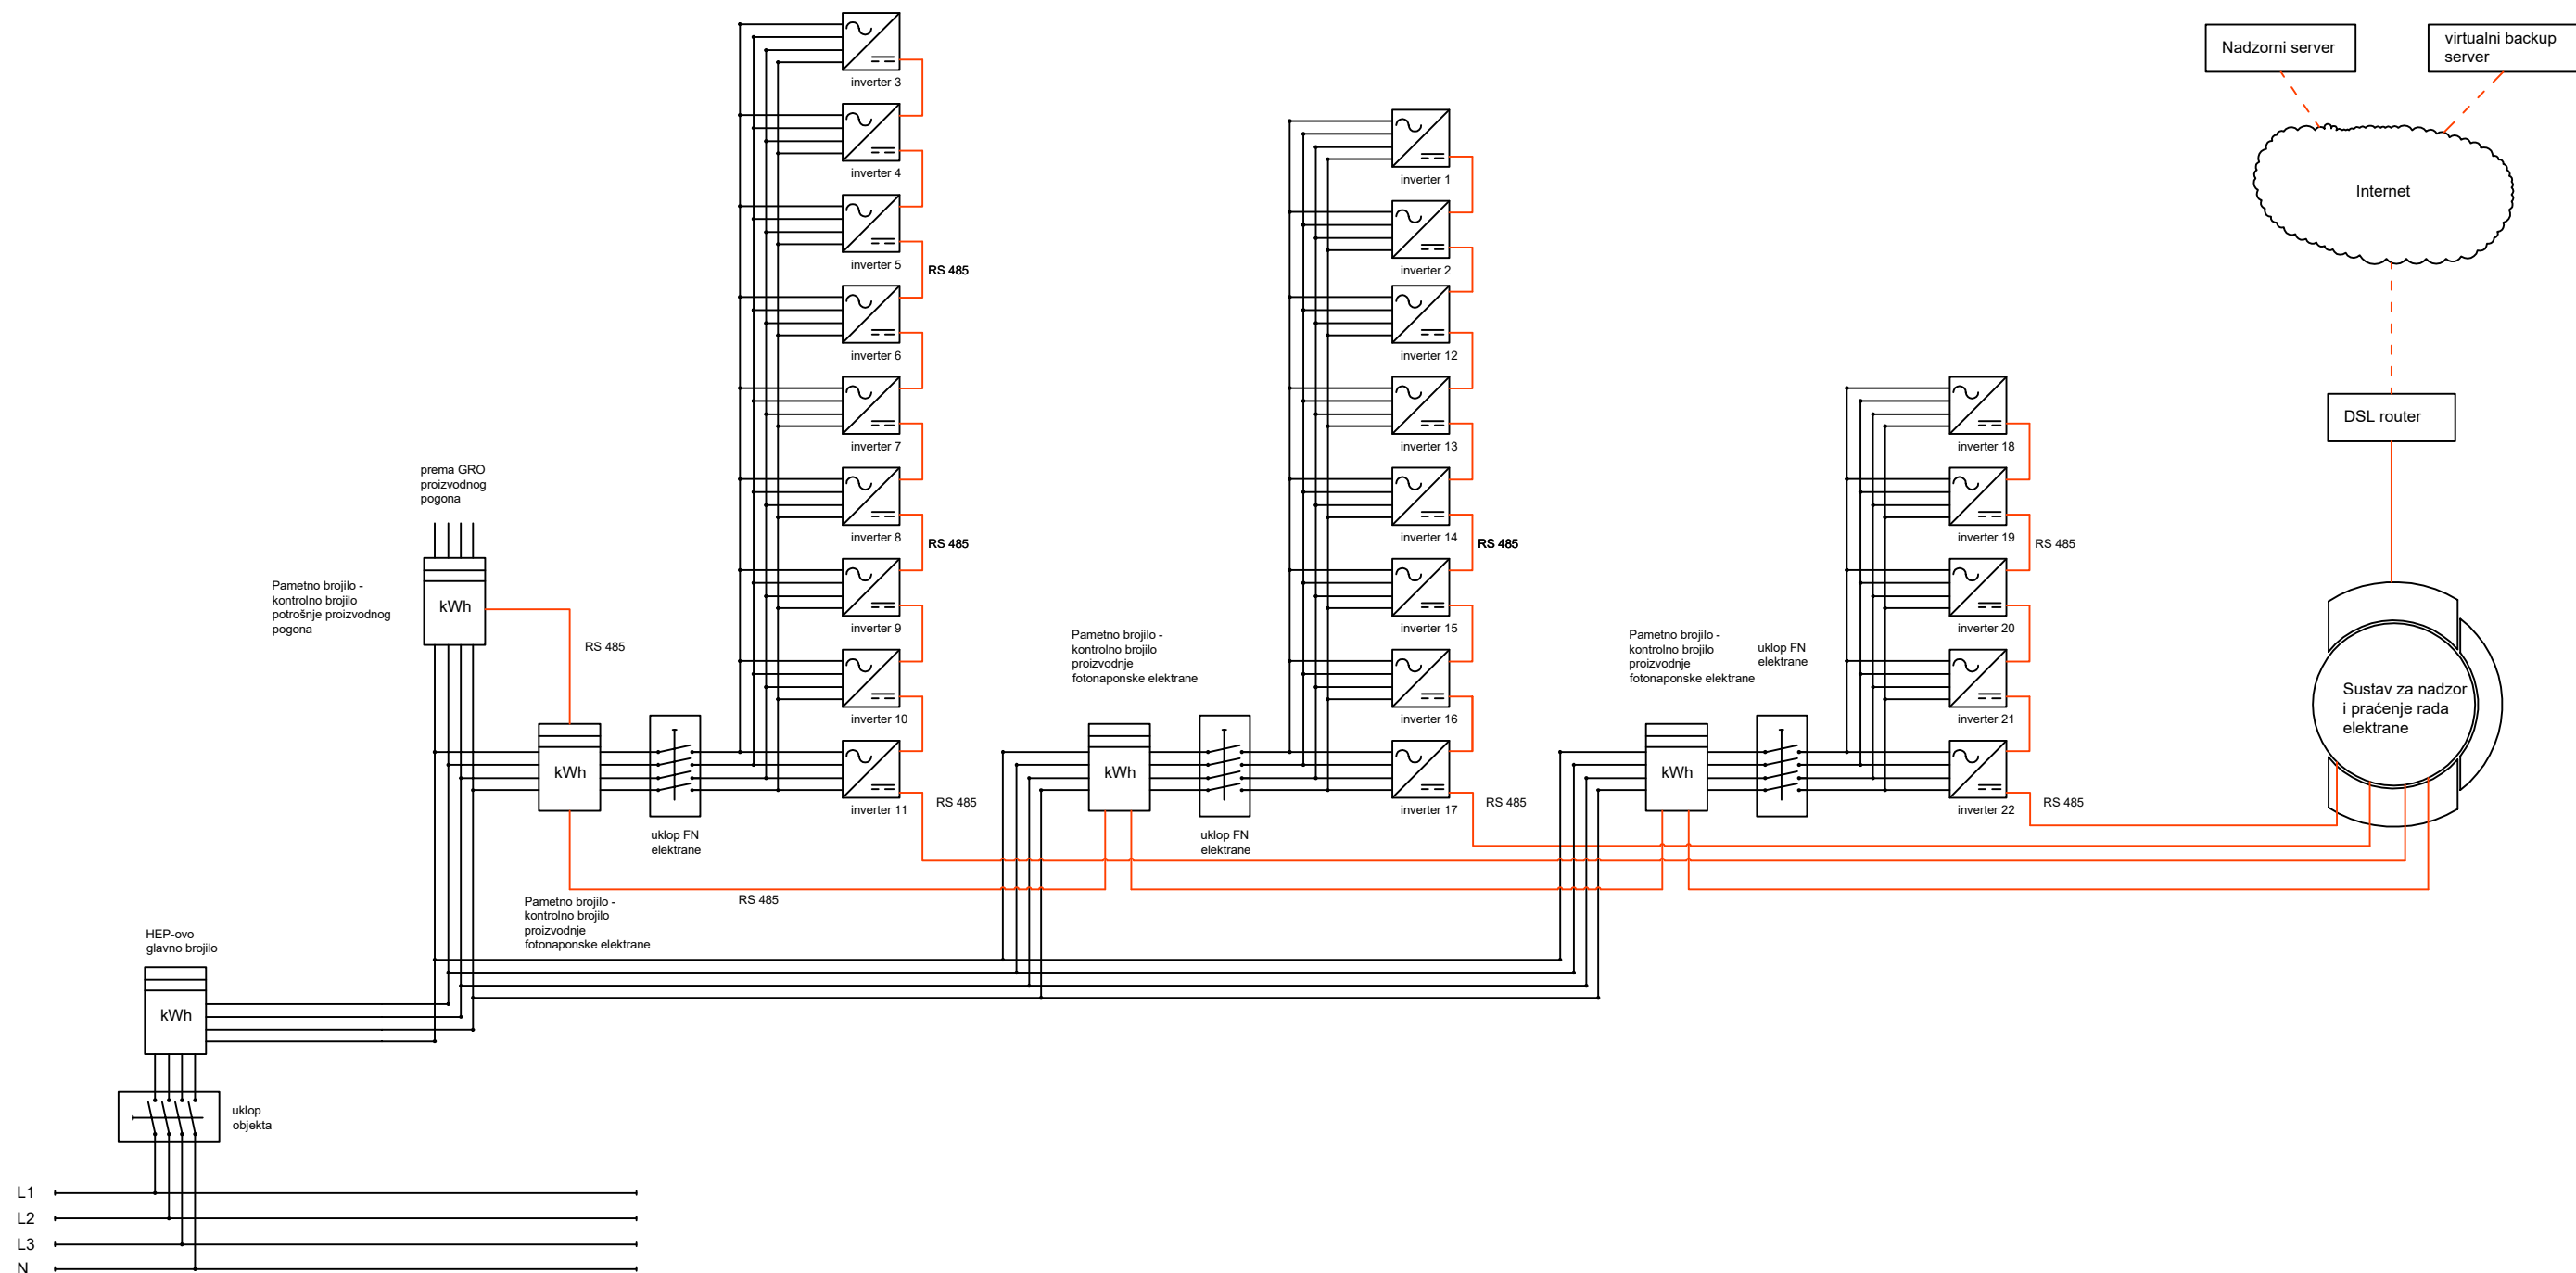 inverter 3
inverter 4
inverter 5
RS 485
inverter 6
inverter 7
inverter 8
RS 485
inverter 9
inverter 10
inverter 11
RS 485
inverter 1
inverter 2
inverter 12
inverter 13
inverter 14
RS 485
inverter 15
inverter 16
inverter 17
RS 485
inverter 18
inverter 19
RS 485
inverter 20
inverter 21
inverter 22
RS 485
Nadzorni server
virtualni backup
server
Internet
DSL router
Sustav za nadzor
i praćenje rada
elektrane
prema GRO
proizvodnog
pogona
Pametno brojilo -
kontrolno brojilo
potrošnje proizvodnog
pogona
kWh
RS 485
kWh
uklop FN
elektrane
Pametno brojilo -
kontrolno brojilo
proizvodnje
fotonaponske elektrane
RS 485
Pametno brojilo -
kontrolno brojilo
proizvodnje
fotonaponske elektrane
kWh
uklop FN
elektrane
Pametno brojilo -
kontrolno brojilo
proizvodnje
fotonaponske elektrane
kWh
uklop FN
elektrane
HEP-ovo
glavno brojilo
kWh
uklop
objekta
L1
L2
L3
N